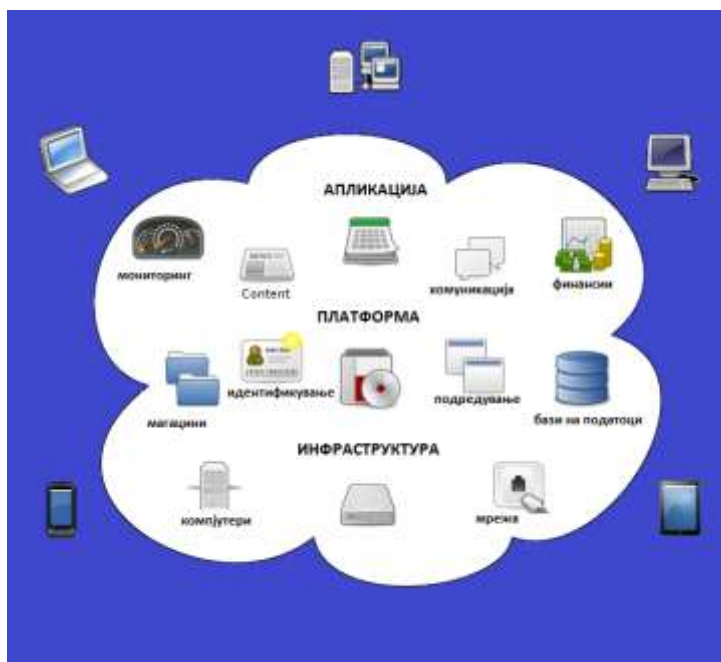 АПЛИКАЦИЈА
мониторинг
Content
комуникација
финансии
ПЛАТФОРМА
магацини
идентификување
подредување
бази на податоци
ИНФРАСТРУКТУРА
компјутери
мрежа